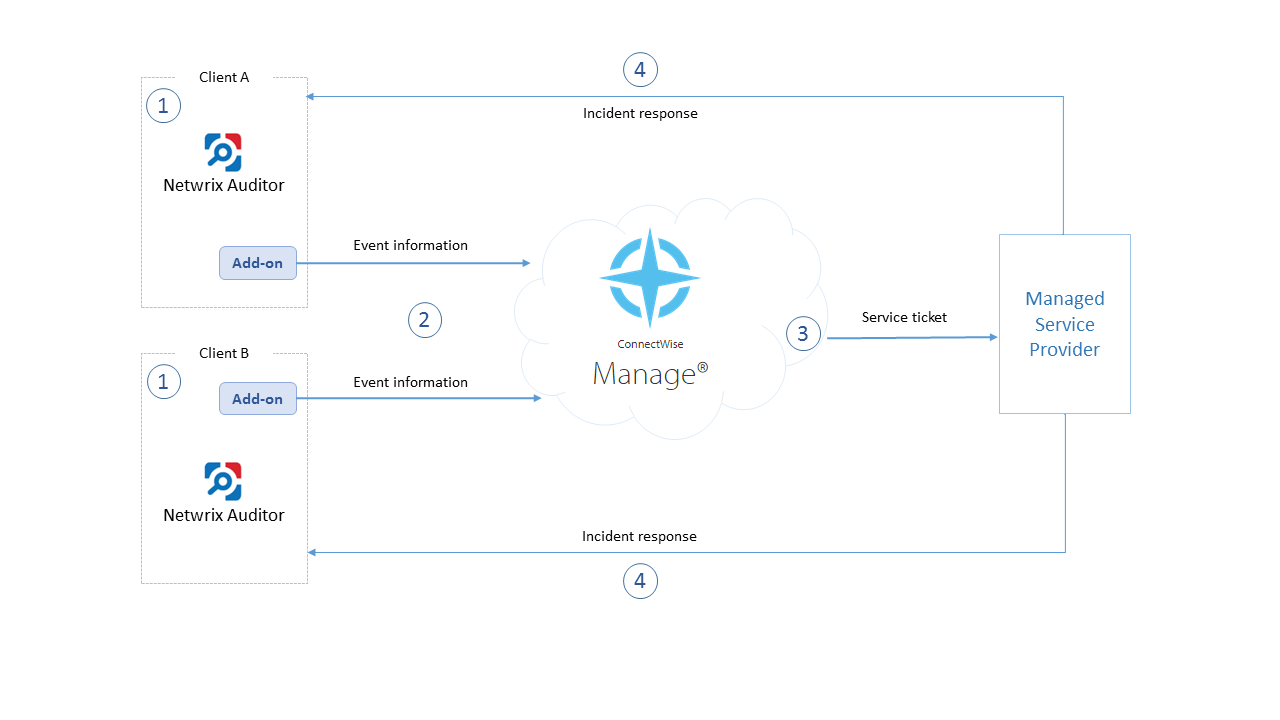 4
Client A
1
Incident response
Netwrix Auditor
Event information
Add-on
2
Client B
1
Add-on
Event information
Netwrix Auditor
ConnectWise
Manage®
3
Service ticket
Managed
Service
Provider
Incident response
4